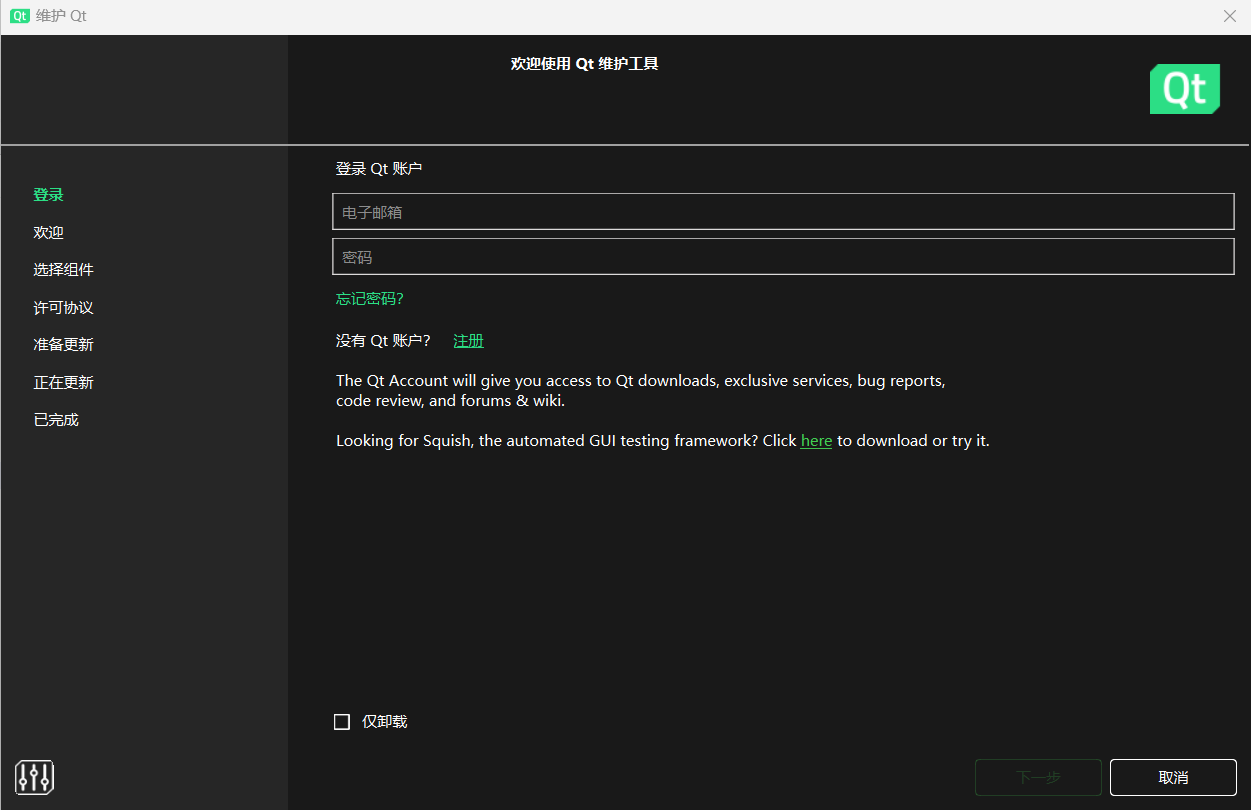 Qt 维护 Qt
欢迎使用 Qt 维护工具
Qt
登录
欢迎
选择组件
许可协议
准备更新
正在更新
已完成
登录 Qt 账户
电子邮箱
密码
忘记密码?
没有 Qt 账户? 注册
The Qt Account will give you access to Qt downloads, exclusive services, bug reports,
code review, and forums & wiki.
Looking for Squish, the automated GUI testing framework? Click here to download or try it.
仅卸载
下一步 取消